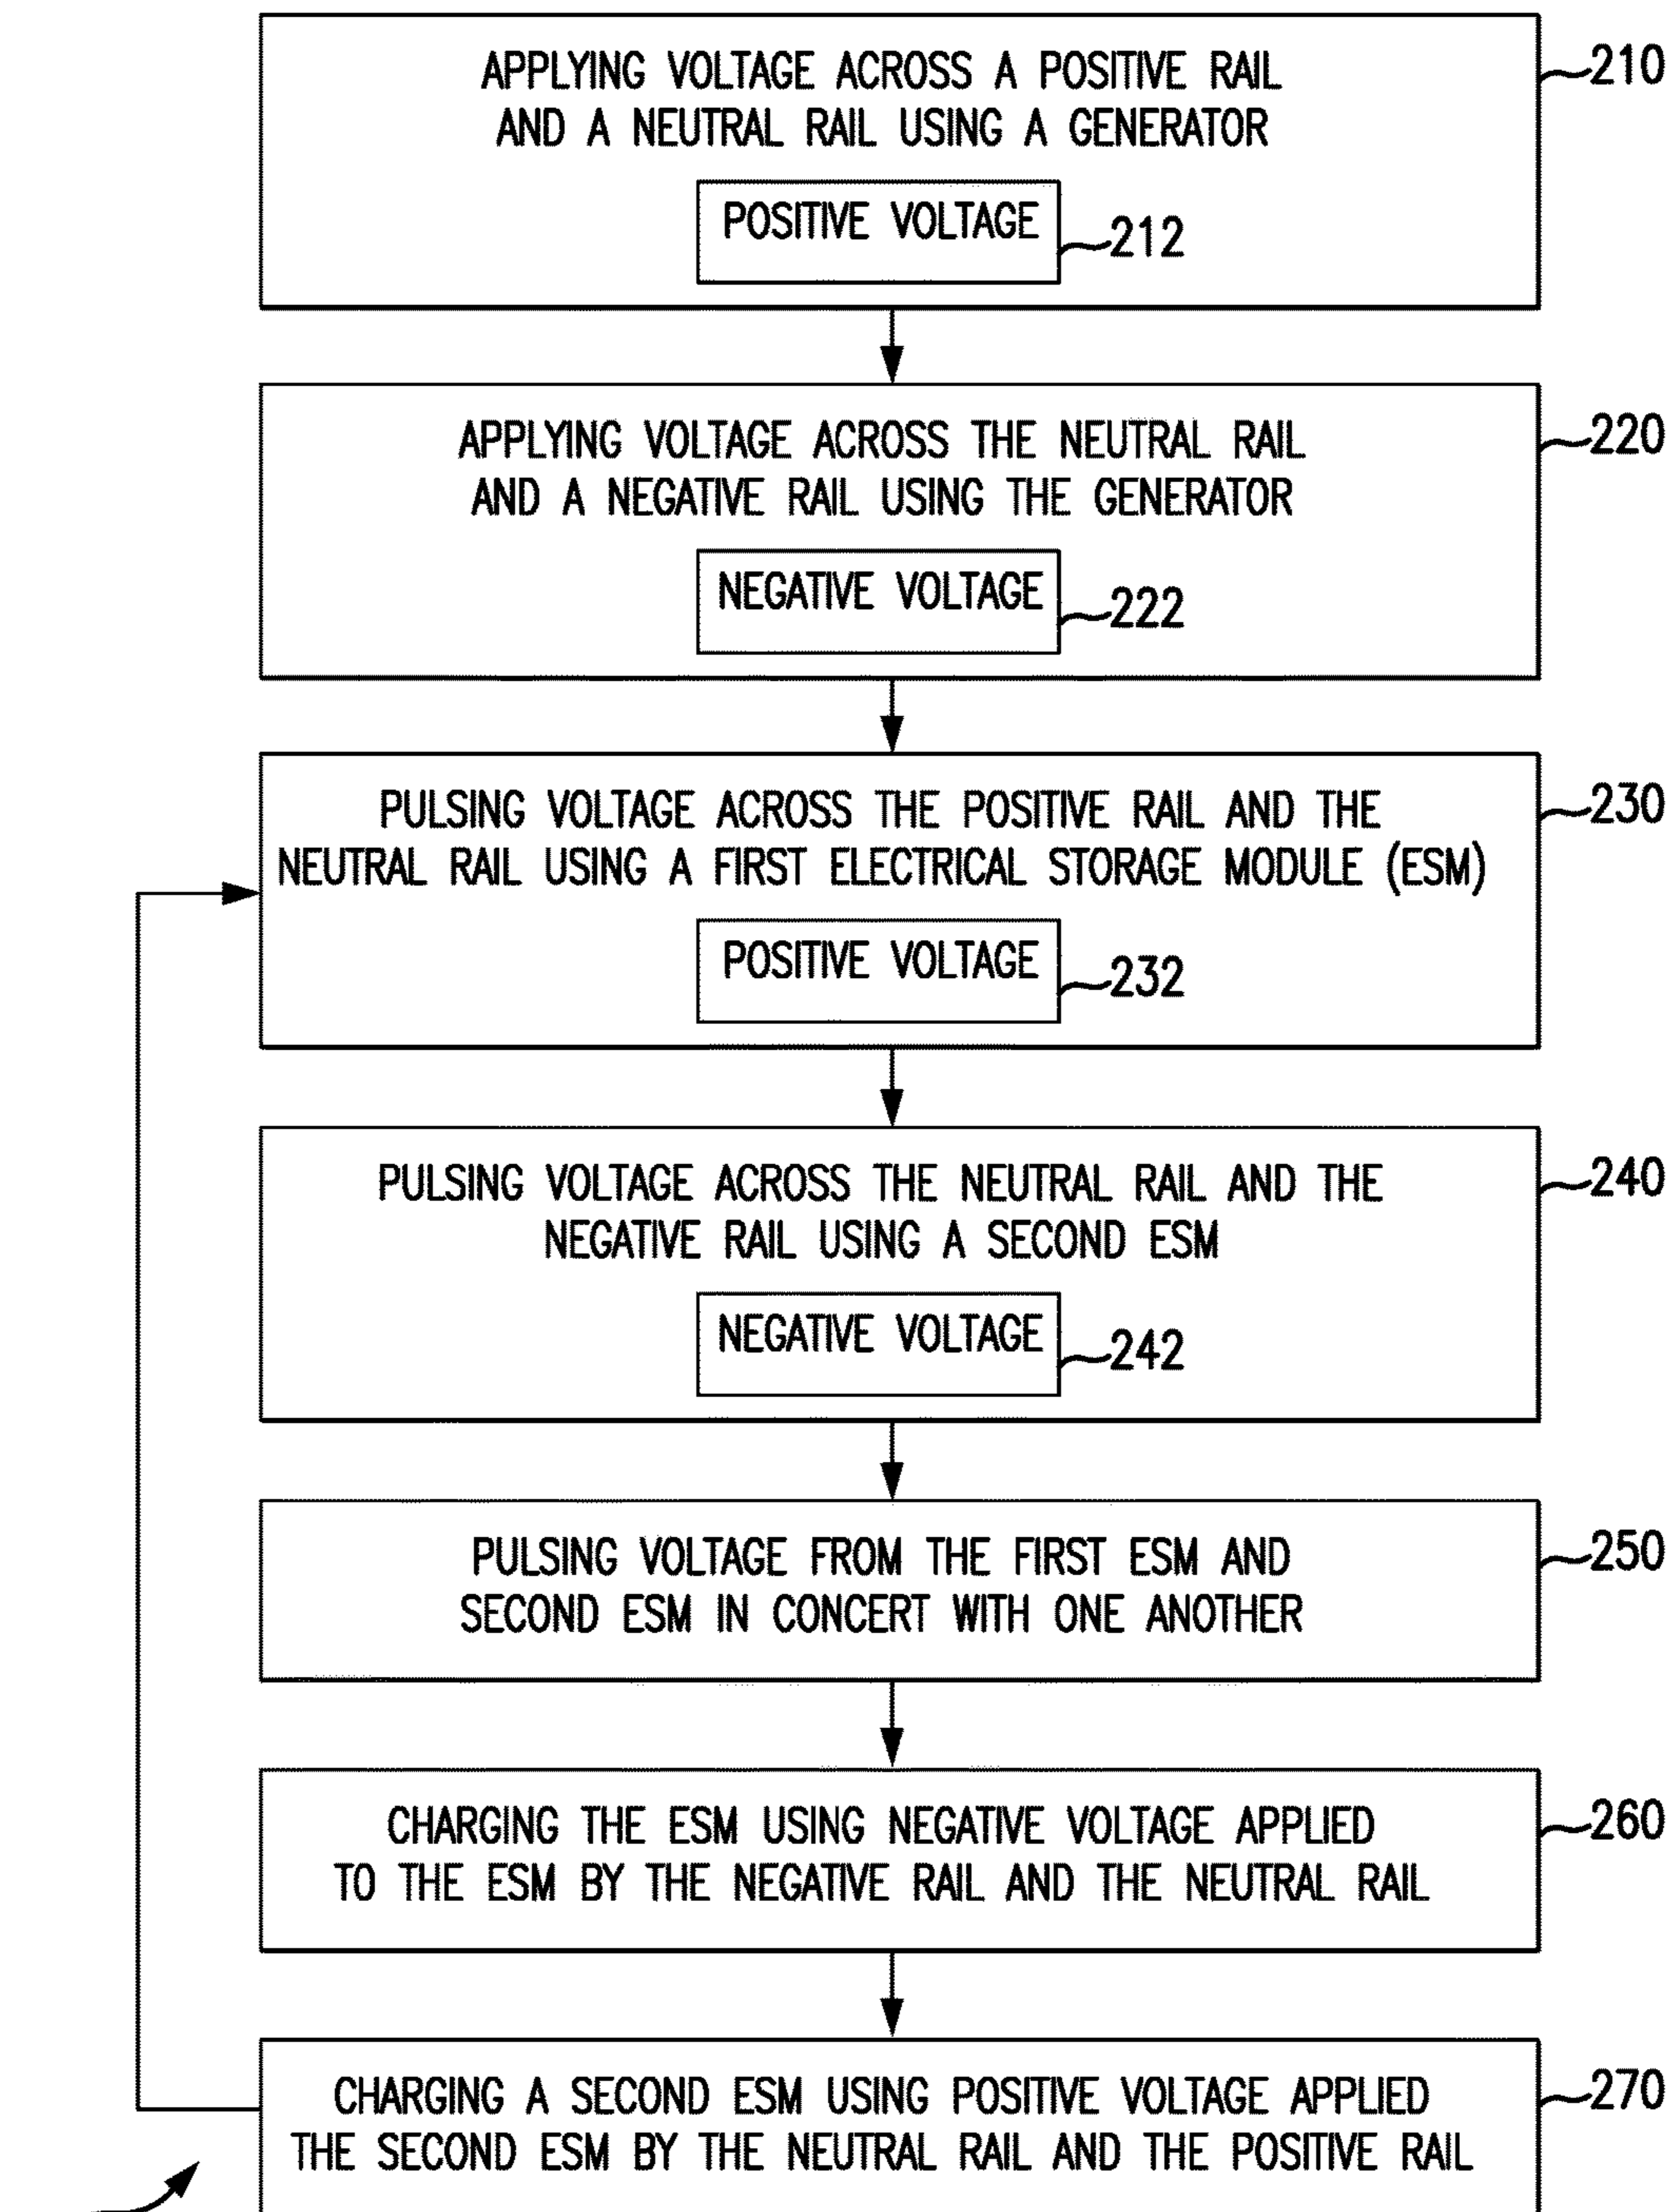 APPLYING VOLTAGE ACROSS A POSITIVE RAIL
AND A NEUTRAL RAIL USING A GENERATOR
210
POSITIVE VOLTAGE
212
APPLYING VOLTAGE ACROSS THE NEUTRAL RAIL
AND A NEGATIVE RAIL USING THE GENERATOR
220
NEGATIVE VOLTAGE
222
PULSING VOLTAGE ACROSS THE POSITIVE RAIL AND THE
NEUTRAL RAIL USING A FIRST ELECTRICAL STORAGE MODULE (ESM)
230
POSITIVE VOLTAGE
232
PULSING VOLTAGE ACROSS THE NEUTRAL RAIL AND THE
NEGATIVE RAIL USING A SECOND ESM
240
NEGATIVE VOLTAGE
242
PULSING VOLTAGE FROM THE FIRST ESM AND
SECOND ESM IN CONCERT WITH ONE ANOTHER
250
CHARGING THE ESM USING NEGATIVE VOLTAGE APPLIED
TO THE ESM BY THE NEGATIVE RAIL AND THE NEUTRAL RAIL
260
CHARGING A SECOND ESM USING POSITIVE VOLTAGE APPLIED
THE SECOND ESM BY THE NEUTRAL RAIL AND THE POSITIVE RAIL
270